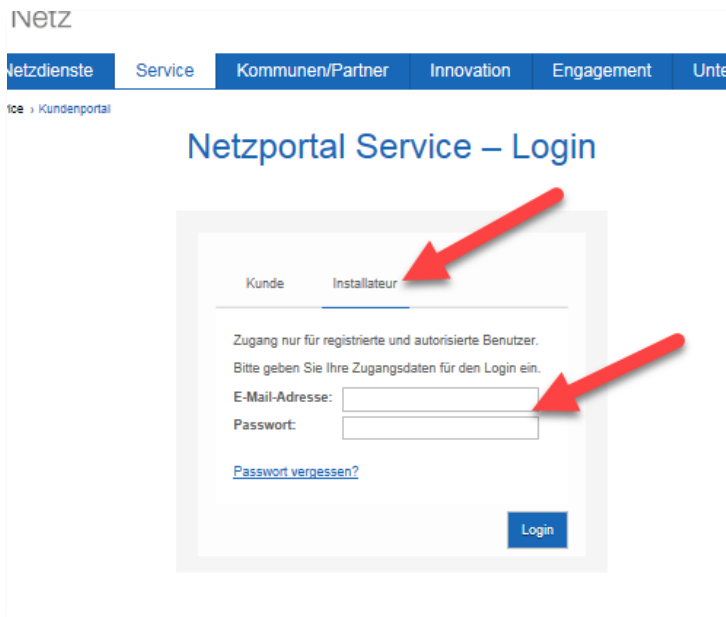 Netz
Netzdienste Service Kommunen/Partner Innovation Engagement Unte
ice › Kundenportal
Netzportal Service – Login
Kunde Installateur
Zugang nur für registrierte und autorisierte Benutzer.
Bitte geben Sie Ihre Zugangsdaten für den Login ein.
E-Mail-Adresse:
Passwort:
Passwort vergessen?
Login